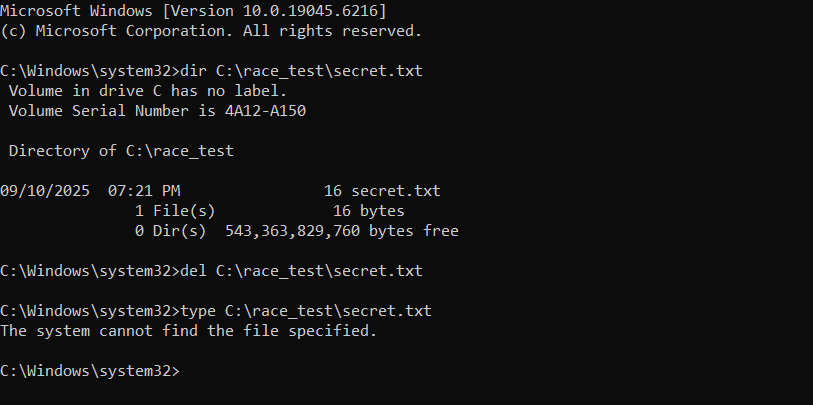 Microsoft Windows [Version 10.0.19045.6216]
(c) Microsoft Corporation. All rights reserved.
C:\Windows\system32>dir C:\race_test\secret.txt
Volume in drive C has no label.
Volume Serial Number is 4A12-A150
Directory of C:\race_test
09/10/2025  07:21 PM                16 secret.txt
1 File(s)             16 bytes
0 Dir(s)  543,363,829,760 bytes free
C:\Windows\system32>del C:\race_test\secret.txt
C:\Windows\system32>type C:\race_test\secret.txt
The system cannot find the file specified.
C:\Windows\system32>